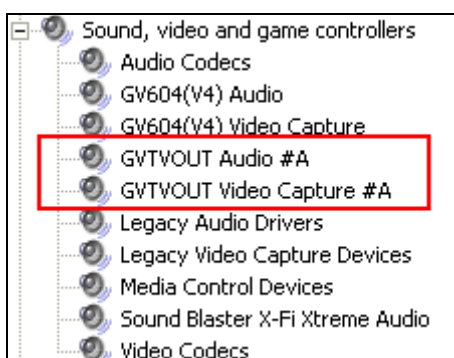 Sound, video and game controllers
Audio Codecs
GV604(V4) Audio
GV604(V4) Video Capture
GVTVOUT Audio #A
GVTVOUT Video Capture #A
Legacy Audio Drivers
Legacy Video Capture Devices
Media Control Devices
Sound Blaster X-Fi Xtreme Audio
Video Codecs